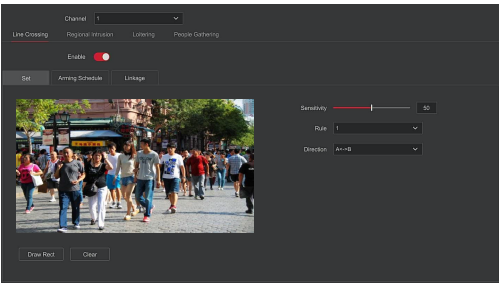 Channel 1
Line Crossing Regional Intrusion Loitering People Gathering
Enable
Set Arming Schedule Linkage
Sensitivity 50
Rule 1
Direction A<->B
Draw Rect Clear